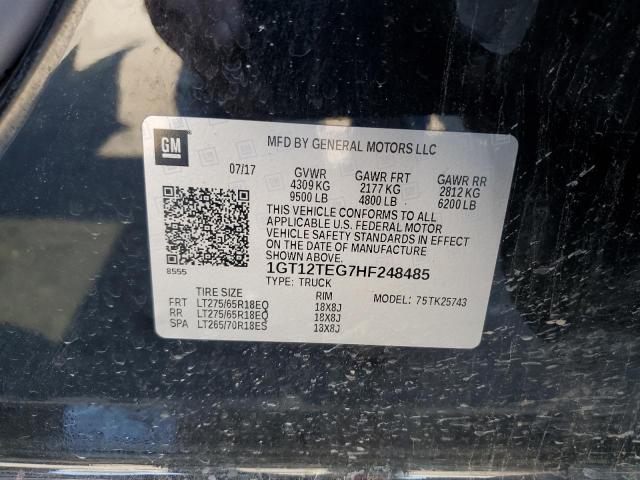 GM
MFD BY GENERAL MOTORS LLC
07/17
GVWR GAWR FRT GAWR RR
4309 KG 2177 KG 2812 KG
9500 LB 4800 LB 6200 LB
THIS VEHICLE CONFORMS TO ALL
APPLICABLE U.S. FEDERAL MOTOR
VEHICLE SAFETY STANDARDS IN EFFECT
ON THE DATE OF MANUFACTURE
SHOWN ABOVE.
8555
1GT12TEG7HF248485
TYPE: TRUCK
TIRE SIZE RIM MODEL: 75TK25743
FRT LT275/65R18EQ 18X8J
RR LT275/65R18EQ 18X8J
SPA LT265/70R18ES 18X8J